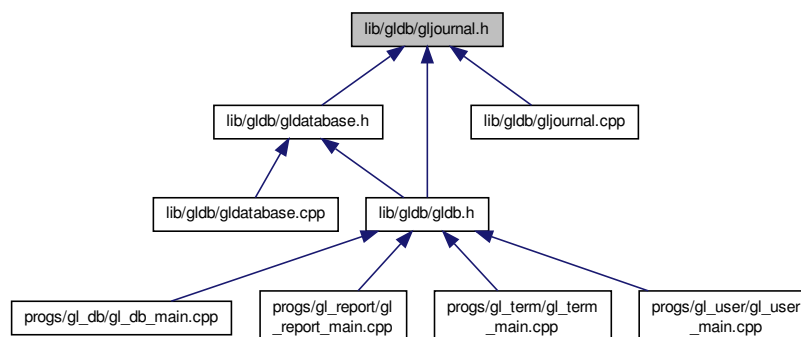 lib/gldb/gljournal.h
lib/gldb/gldatabase.h
lib/gldb/gljournal.cpp
lib/gldb/gldatabase.cpp
lib/gldb/gldb.h
progs/gl_db/gl_db_main.cpp
progs/gl_report/gl
_report_main.cpp
progs/gl_term/gl_term
_main.cpp
progs/gl_user/gl_user
_main.cpp